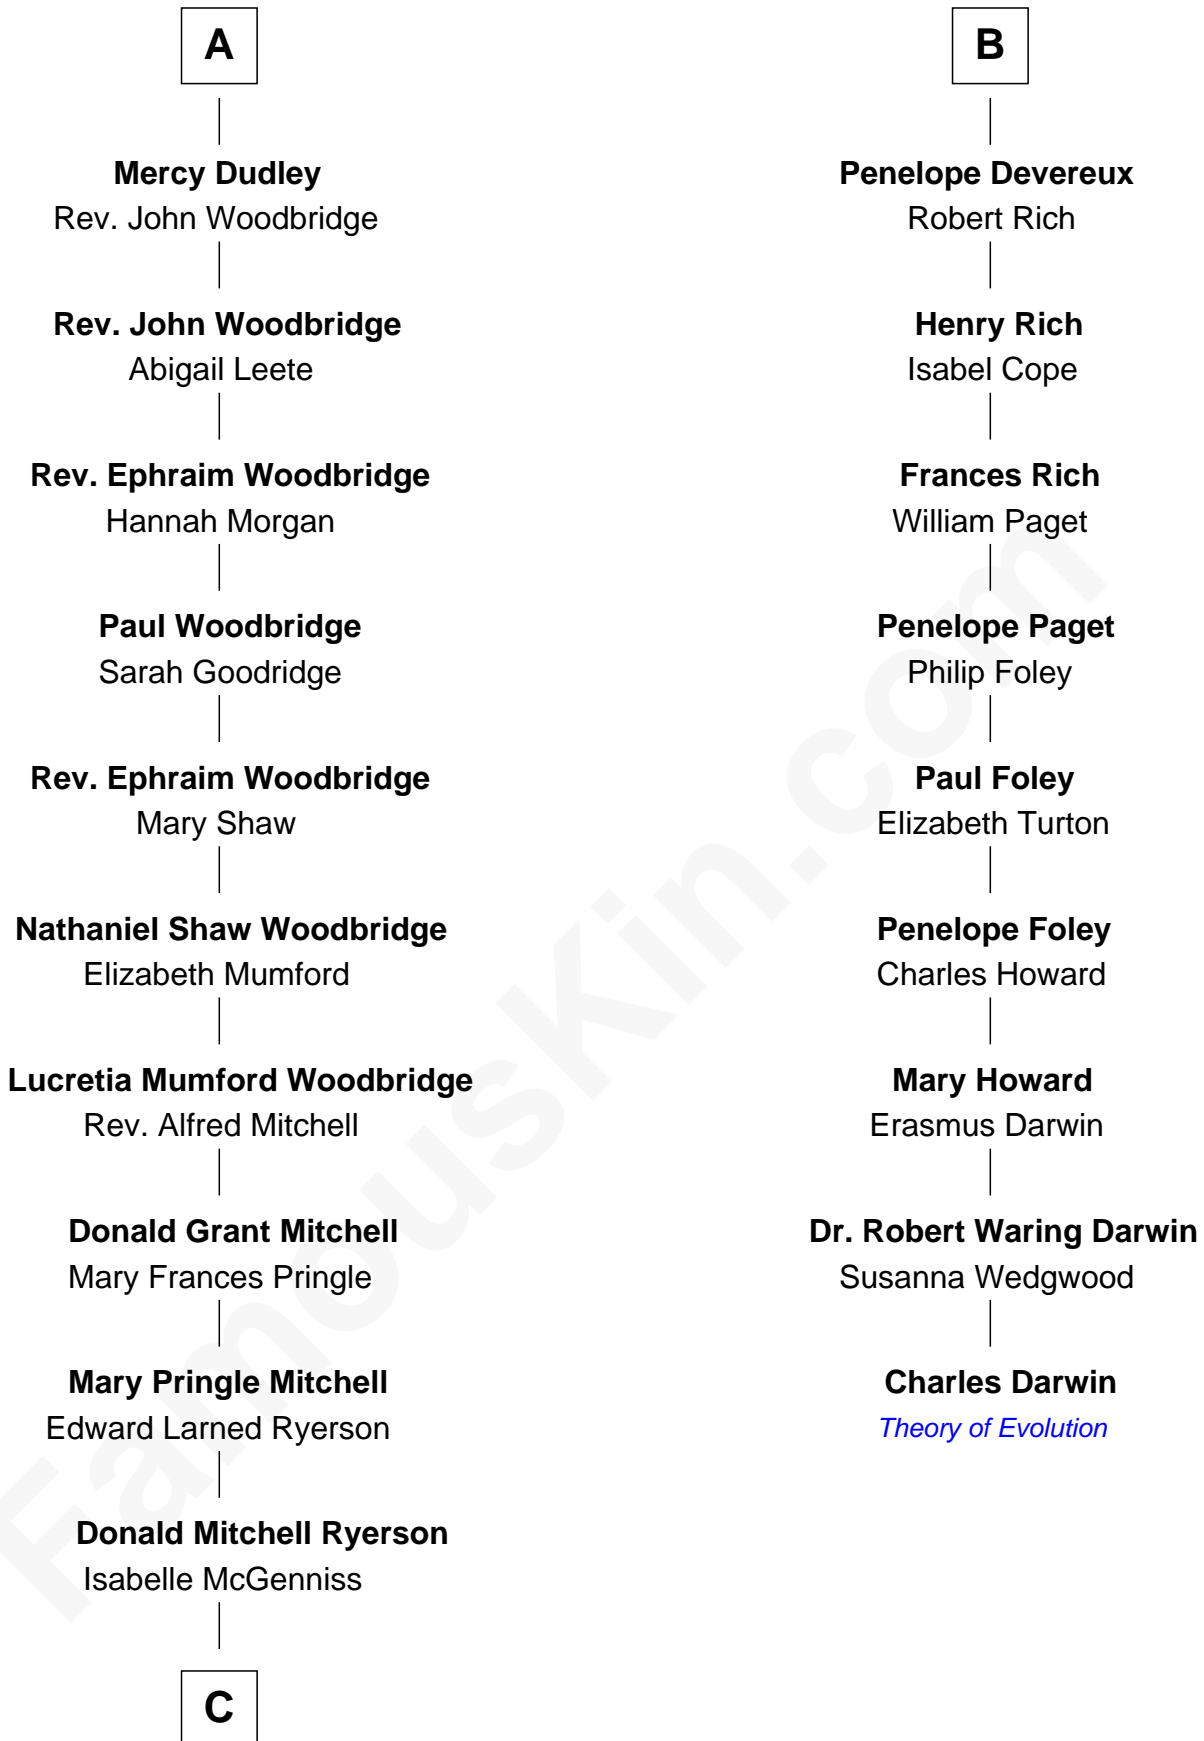 A
Mercy Dudley
Rev. John Woodbridge
Rev. John Woodbridge
Abigail Leete
Rev. Ephraim Woodbridge
Hannah Morgan
Paul Woodbridge
Sarah Goodridge
Rev. Ephraim Woodbridge
Mary Shaw
Nathaniel Shaw Woodbridge
Elizabeth Mumford
Lucretia Mumford Woodbridge
Rev. Alfred Mitchell
Donald Grant Mitchell
Mary Frances Pringle
Mary Pringle Mitchell
Edward Larned Ryerson
Donald Mitchell Ryerson
Isabelle McGenniss
C
B
Penelope Devereux
Robert Rich
Henry Rich
Isabel Cope
Frances Rich
William Paget
Penelope Paget
Philip Foley
Paul Foley
Elizabeth Turton
Penelope Foley
Charles Howard
Mary Howard
Erasmus Darwin
Dr. Robert Waring Darwin
Susanna Wedgwood
Charles Darwin
Theory of Evolution
FamousKin.com